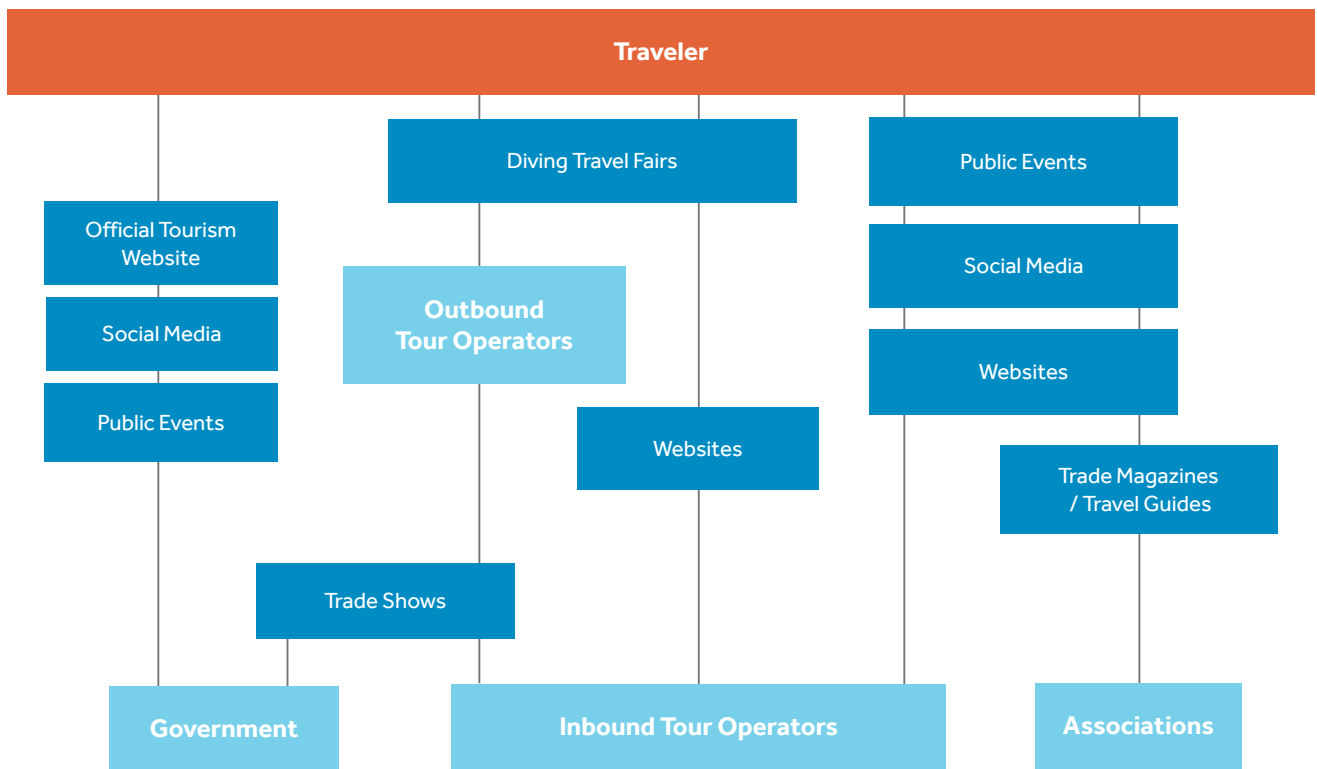 Traveler
Diving Travel Fairs
Public Events
Official Tourism
Website
Social Media
Outbound
Tour Operators
Social Media
Public Events
Websites
Websites
Trade Magazines
/ Travel Guides
Trade Shows
Government
Inbound Tour Operators
Associations